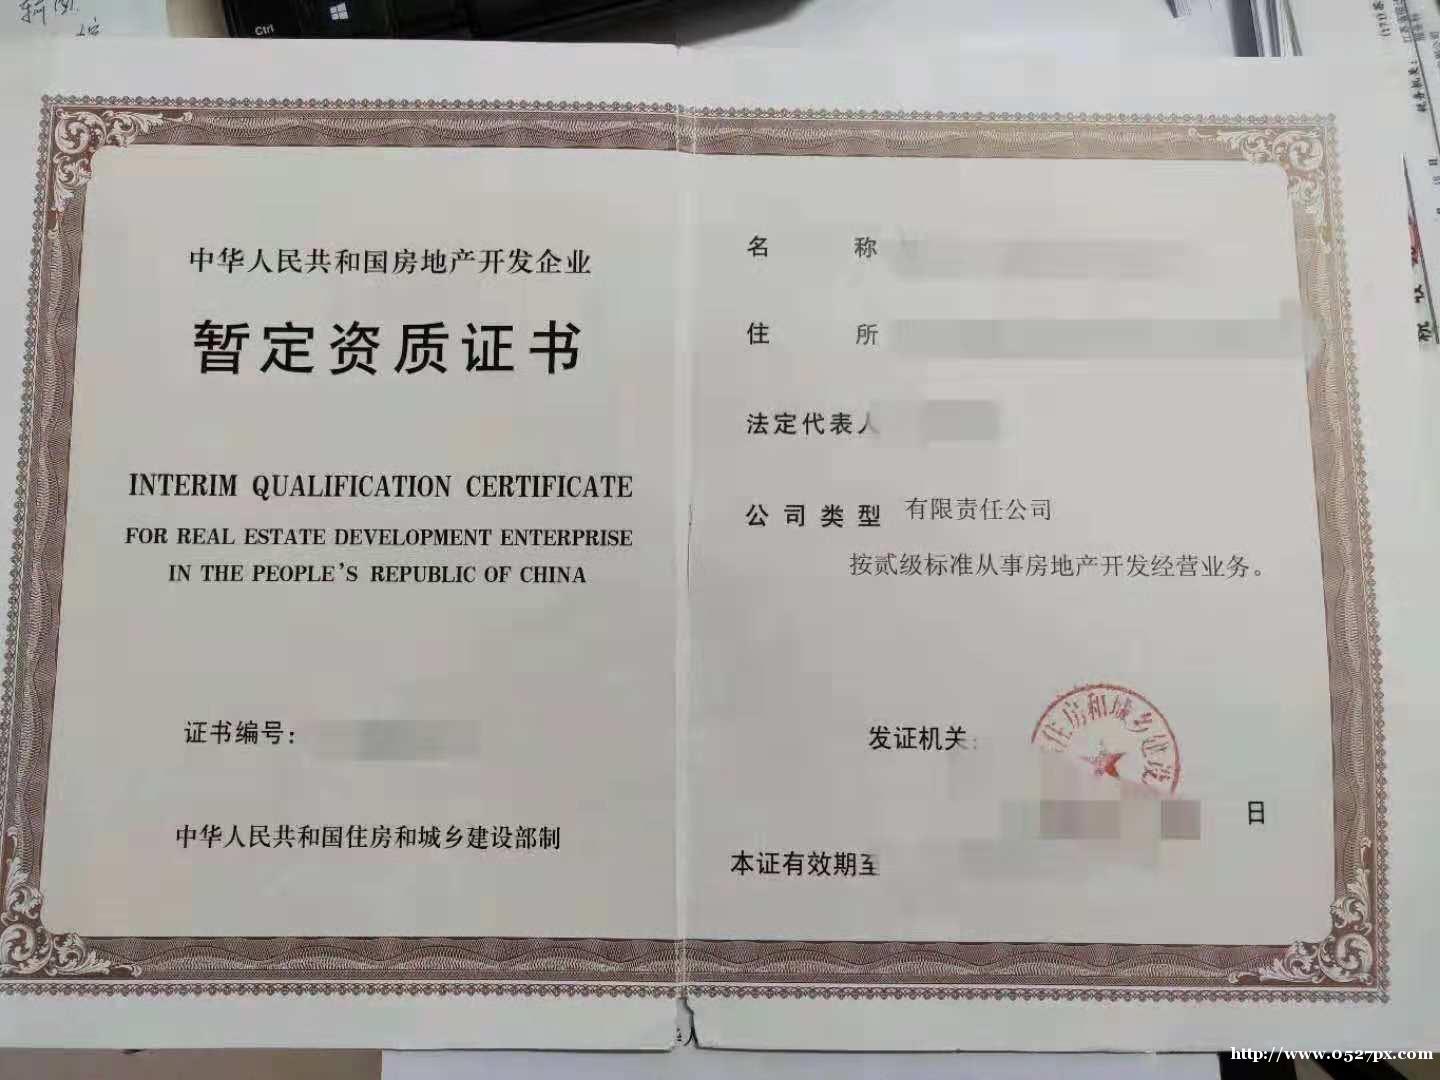 Ctrl
中华人民共和国房地产开发企业
暂定资质证书
INTERIM QUALIFICATION CERTIFICATE
FOR REAL ESTATE DEVELOPMENT ENTERPRISE
IN THE PEOPLE'S REPUBLIC OF CHINA
证书编号：
中华人民共和国住房和城乡建设部制
名称
住所
法定代表人
公司类型 有限责任公司
按贰级标准从事房地产开发经营业务。
发证机关：
住房和城乡建设
日
本证有效期至
http://www.0527px.com